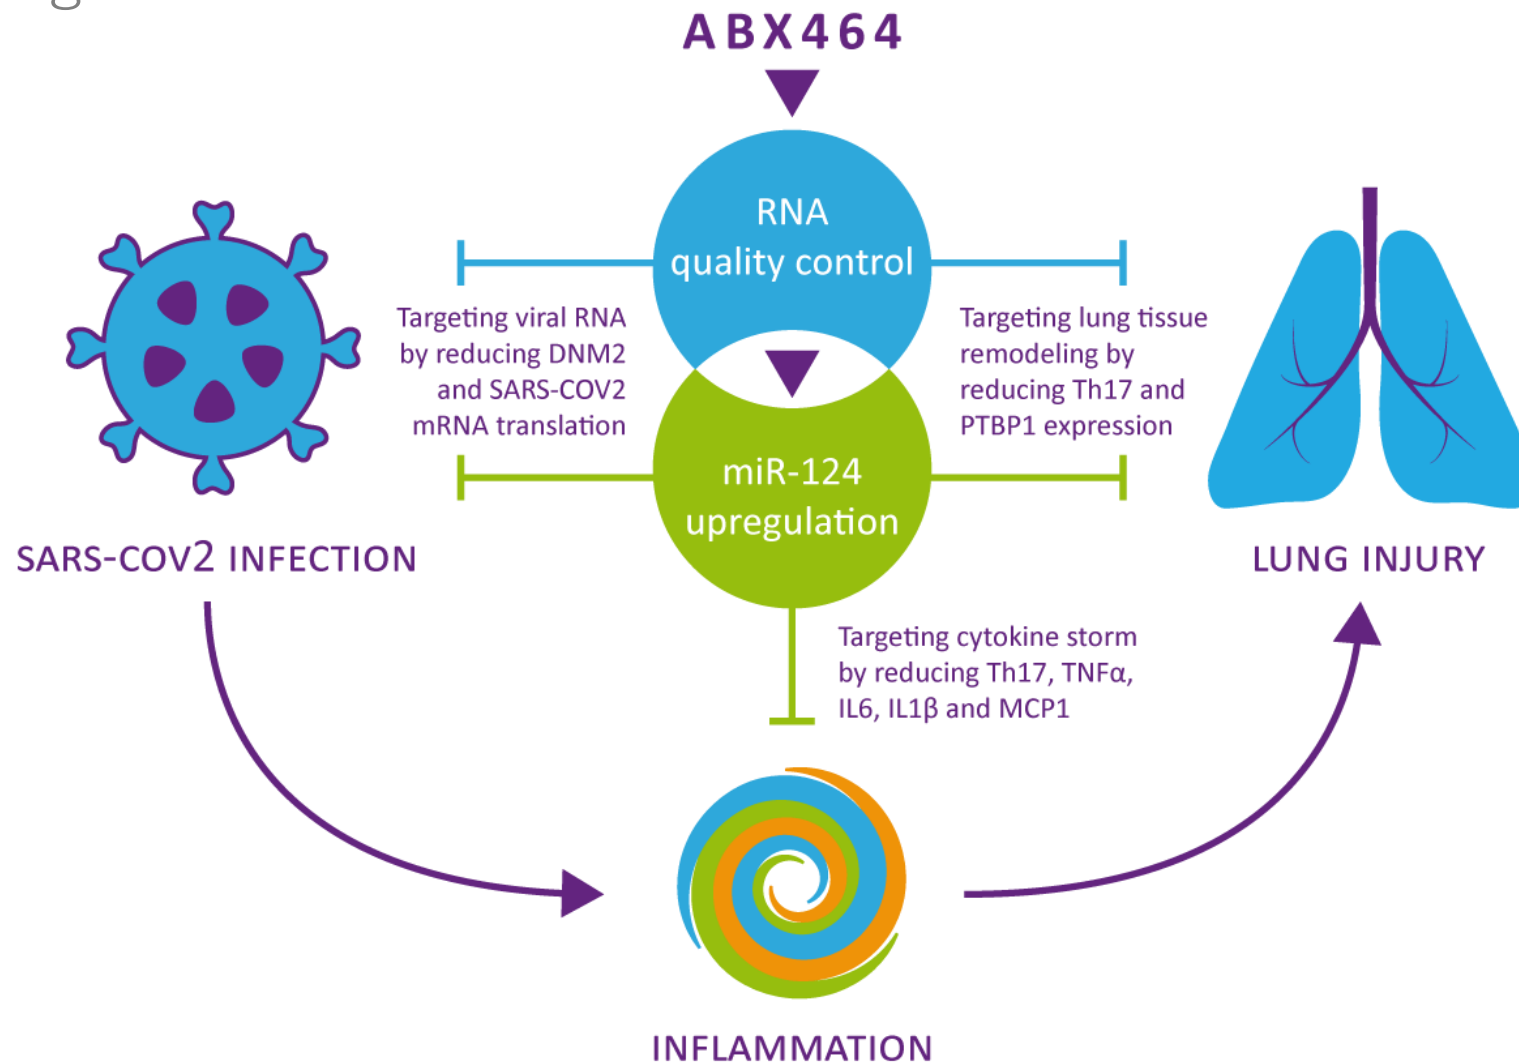 ABX464
RNA
quality control
Targeting viral RNA
by reducing DNM2
and SARS-COV2
mRNA translation
Targeting lung tissue
remodeling by
reducing Th17 and
PTBP1 expression
miR-124
upregulation
SARS-COV2 INFECTION
LUNG INJURY
Targeting cytokine storm
by reducing Th17, TNFα,
IL6, IL1β and MCP1
INFLAMMATION